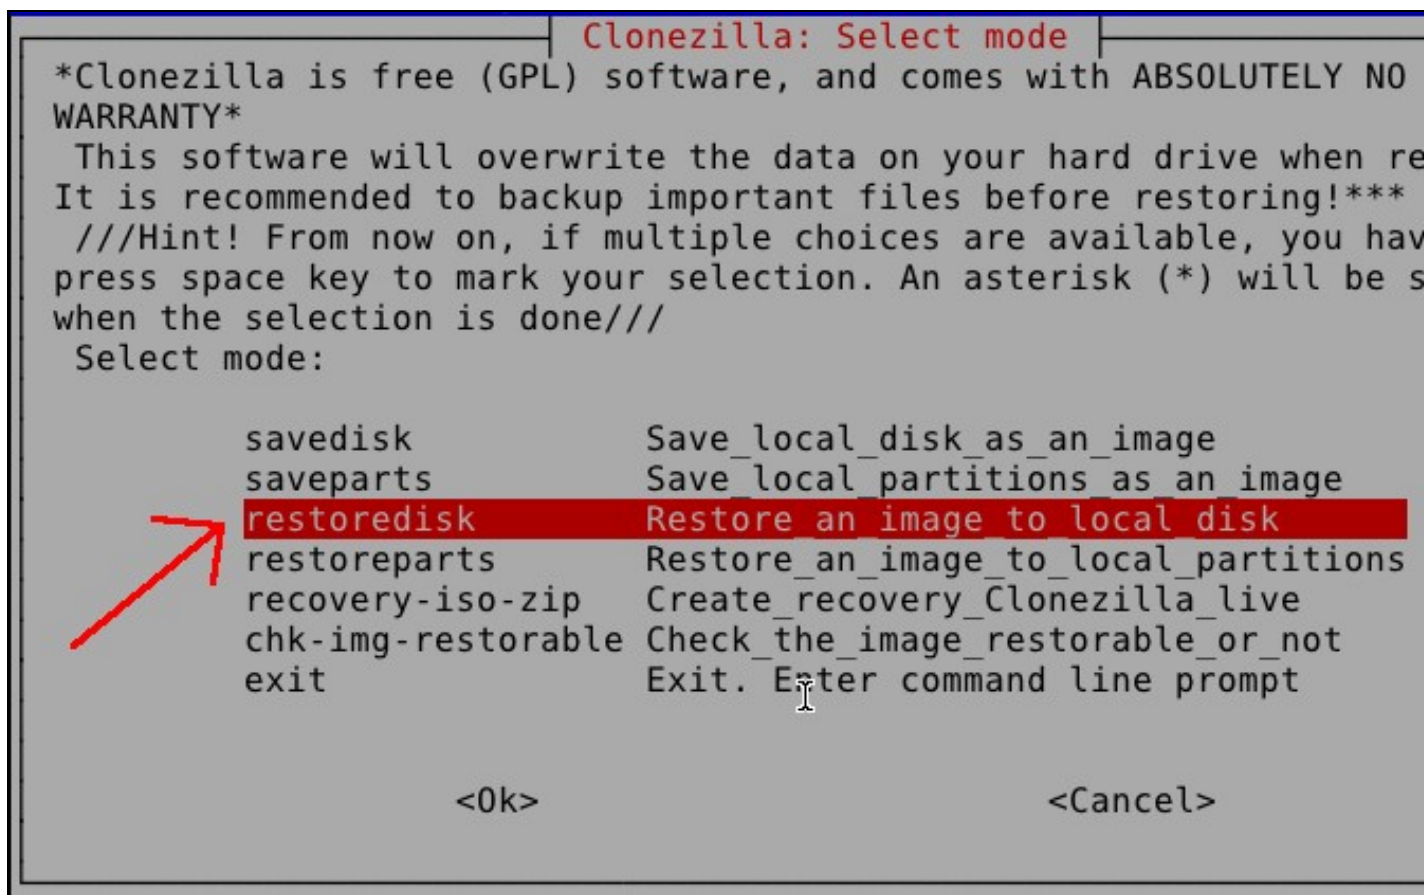 Clonezilla: Select mode
*Clonezilla is free (GPL) software, and comes with ABSOLUTELY NO
WARRANTY*
This software will overwrite the data on your hard drive when re
It is recommended to backup important files before restoring!***
///Hint! From now on, if multiple choices are available, you hav
press space key to mark your selection. An asterisk (*) will be s
when the selection is done///
Select mode:
savedisk Save_local_disk_as_an_image
saveparts Save_local_partitions_as_an_image
restoredisk Restore_an_image_to_local_disk
restoreparts Restore_an_image_to_local_partitions
recovery-iso-zip Create_recovery_Clonezilla_live
chk-img-restorable Check_the_image_restorable_or_not
exit Exit. Enter command line prompt
<Ok> <Cancel>